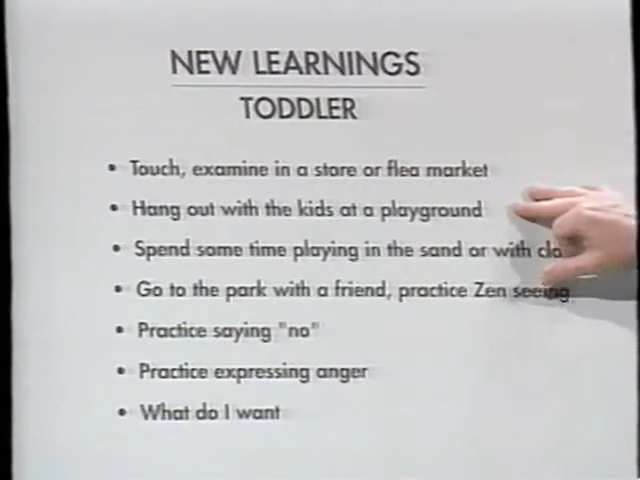 NEW LEARNINGS
TODDLER
• Touch, examine in a store or flea market
• Hang out with the kids at a playground
• Spend some time playing in the sand or with
• Go to the park with a friend, practice Zen seeing
• Practice saying "no"
• Practice expressing anger
• What do I want